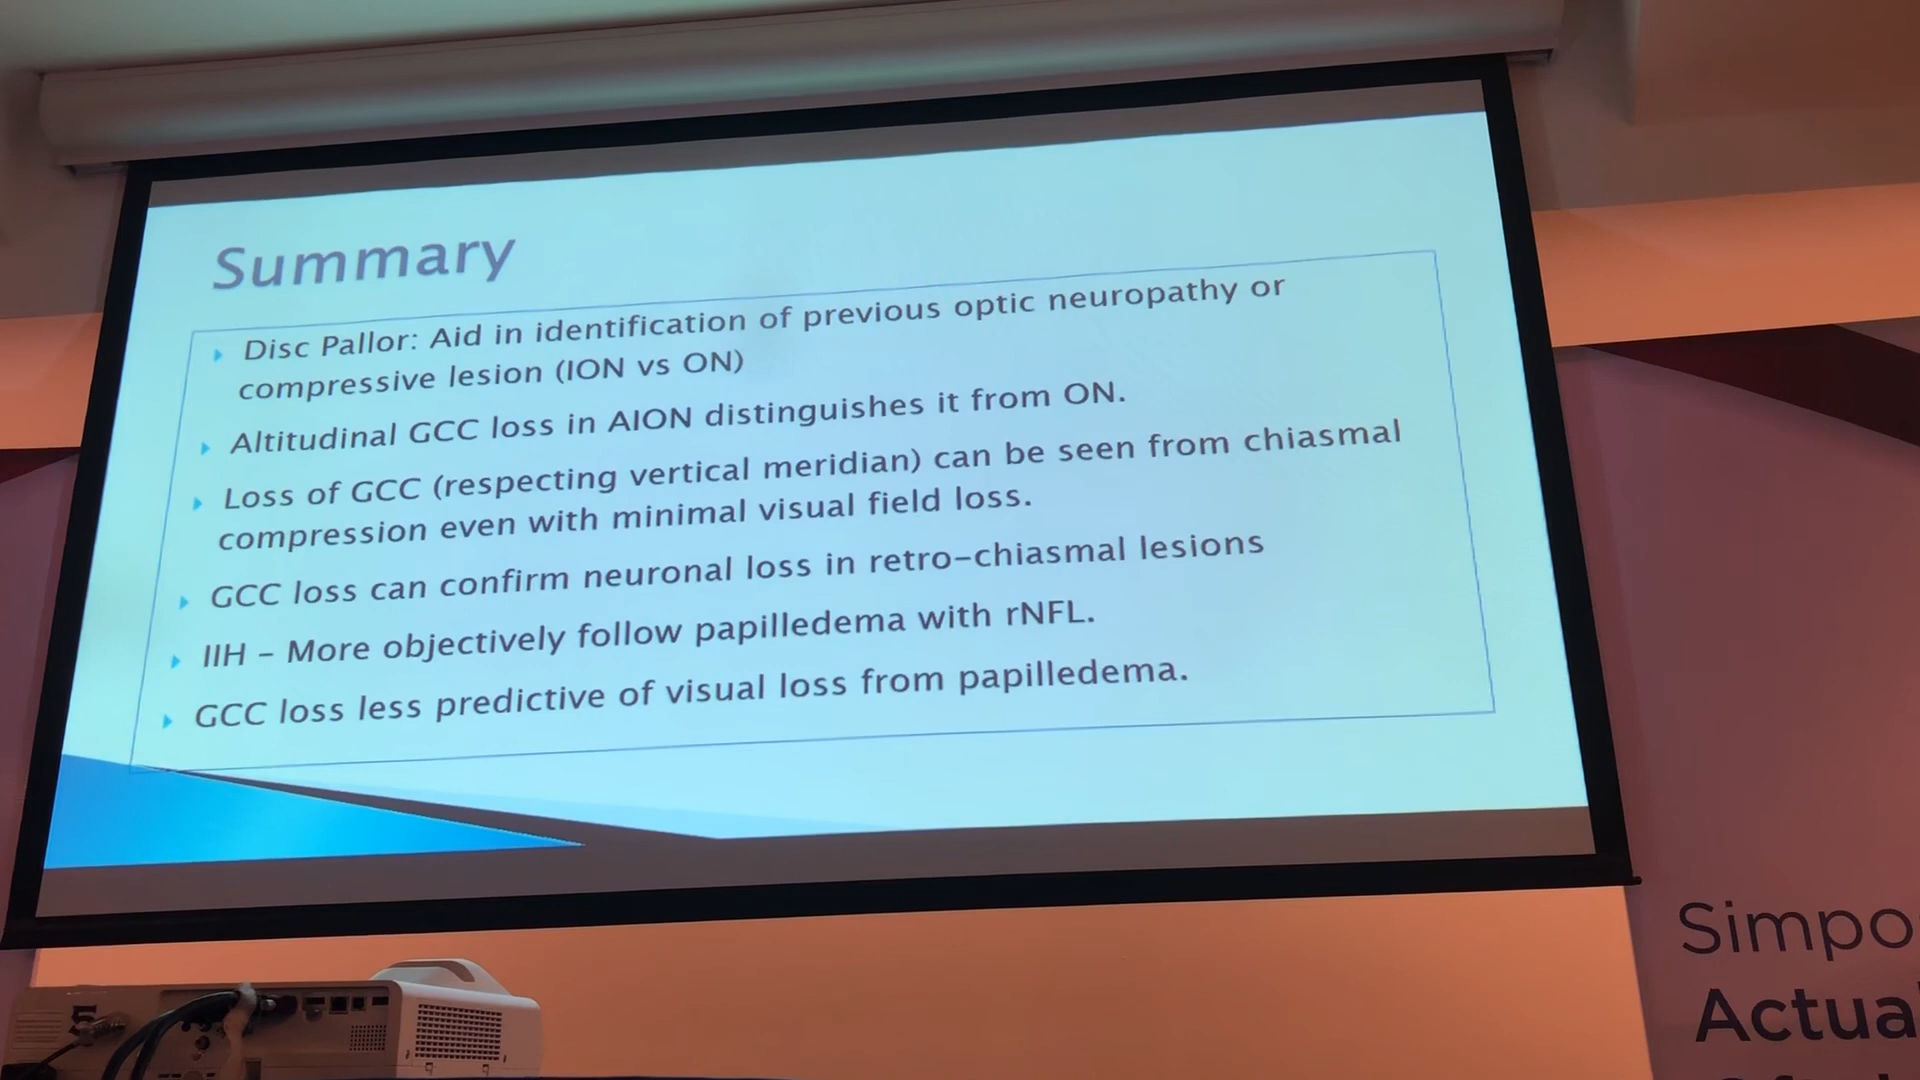 Summary
Disc Pallor: Aid in identification of previous optic neuropathy or
compressive lesion (ION vs ON)
Altitudinal GCC loss in AION distinguishes it from ON.
Loss of GCC (respecting vertical meridian) can be seen from chiasmal
compression even with minimal visual field loss.
GCC loss can confirm neuronal loss in retro-chiasmal lesions
IIH – More objectively follow papilledema with rNFL.
GCC loss less predictive of visual loss from papilledema.
5
Simpo
Actua